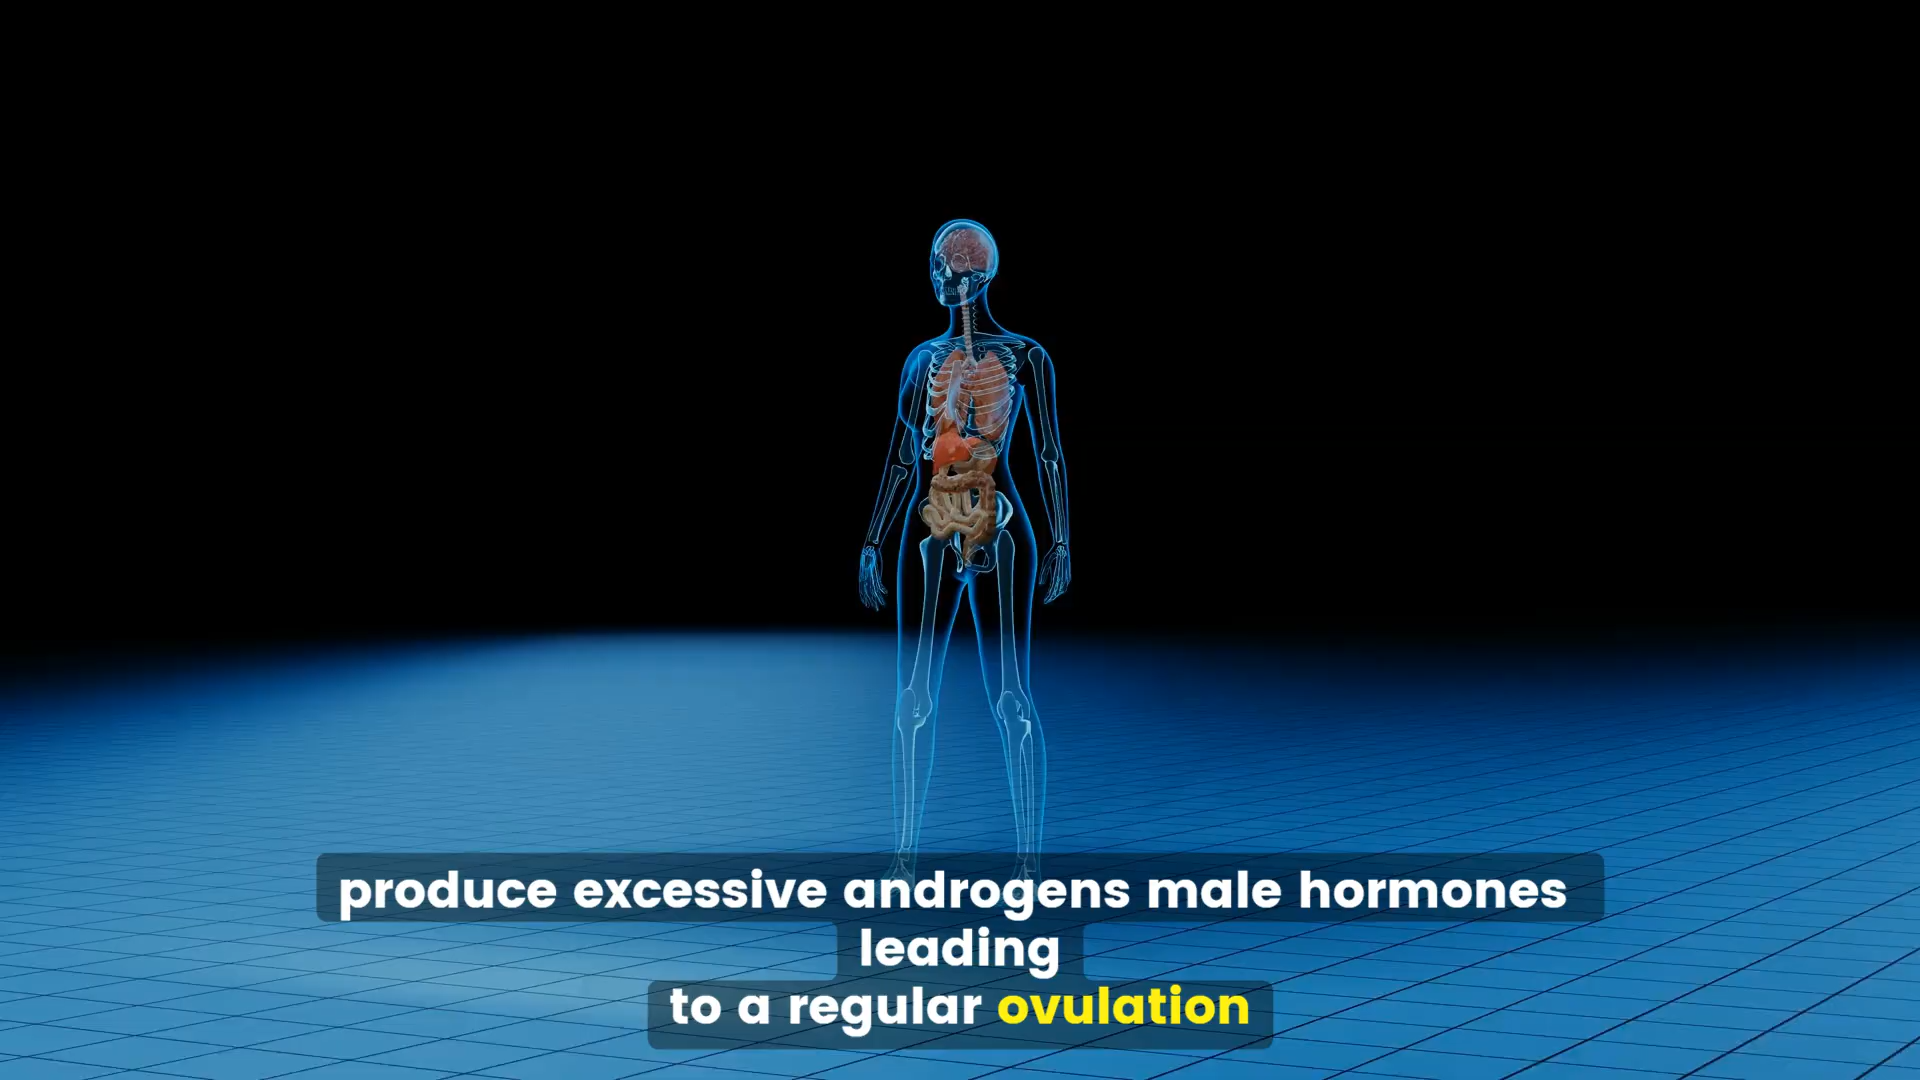 produce excessive androgens male hormones
leading
to a regular ovulation